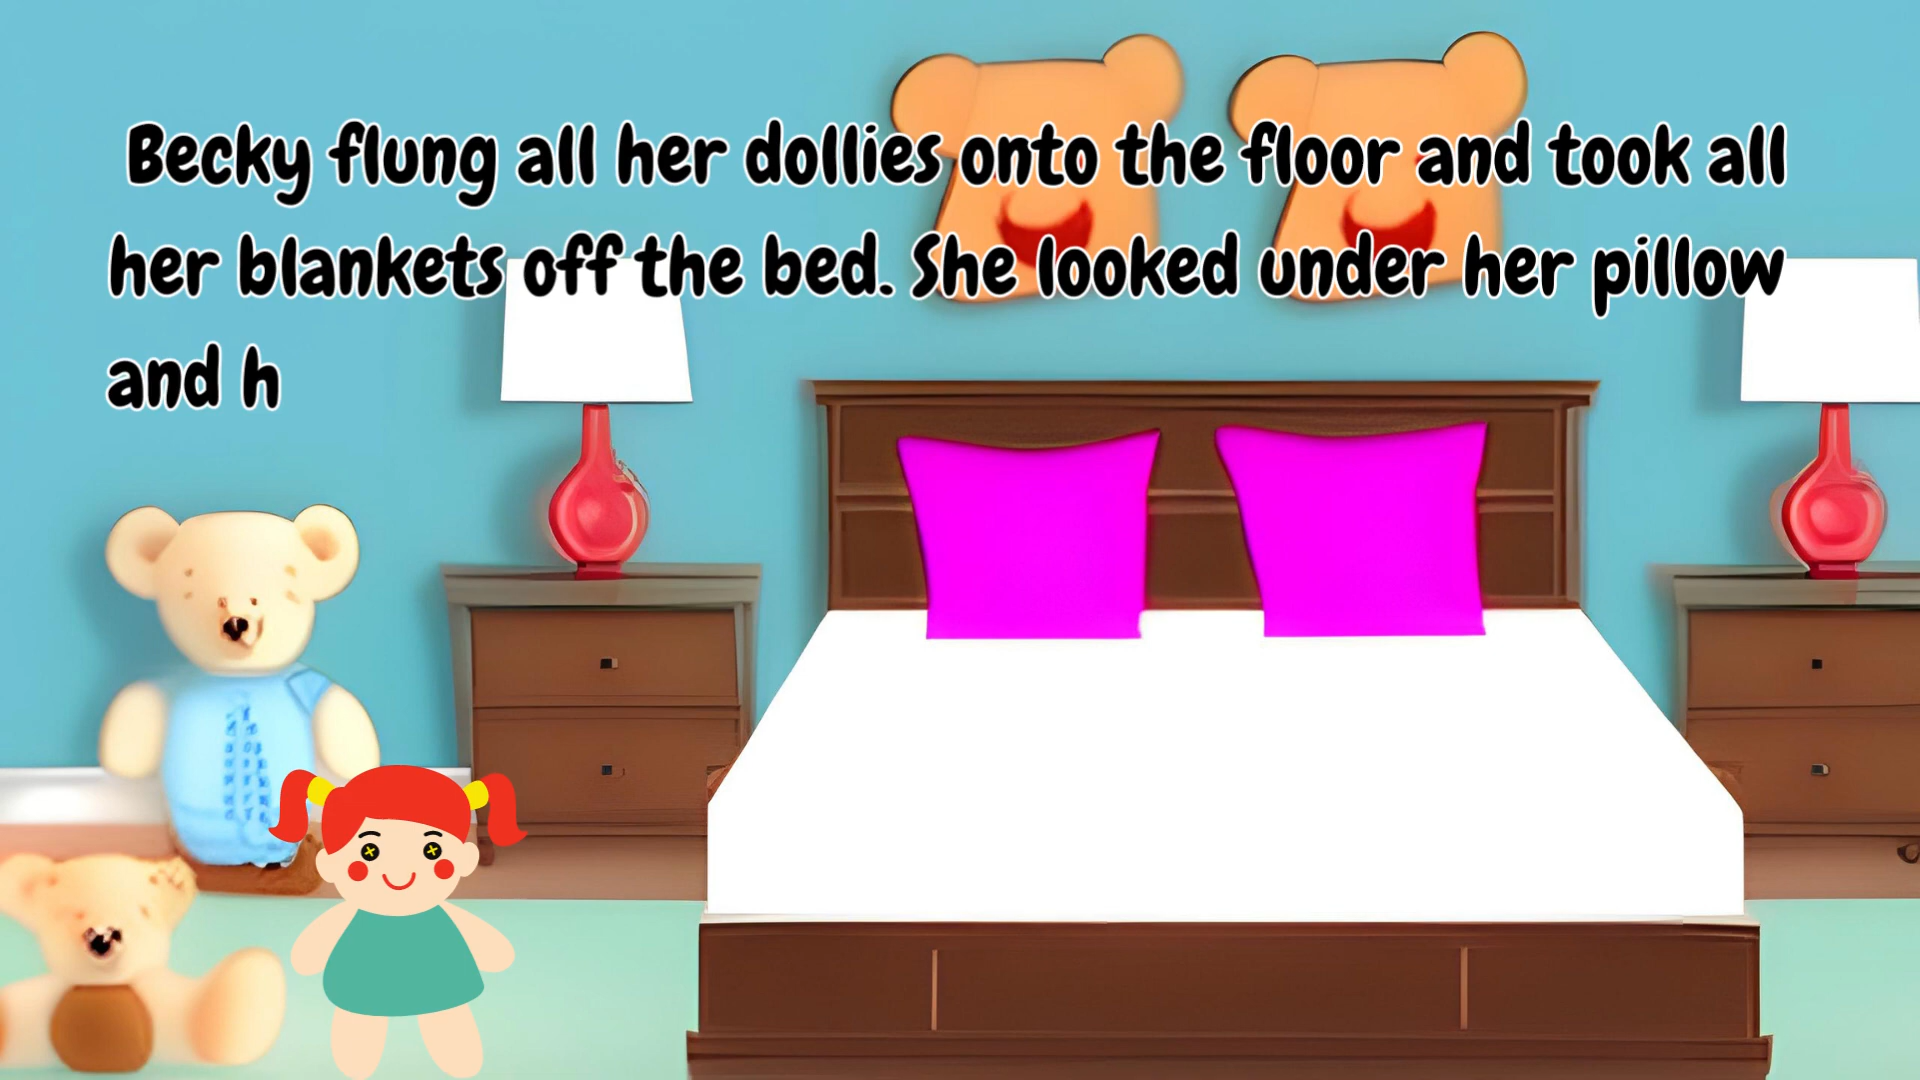 Becky flung all her dollies onto the floor and took all
her blankets off the bed. She looked under her pillow
and h